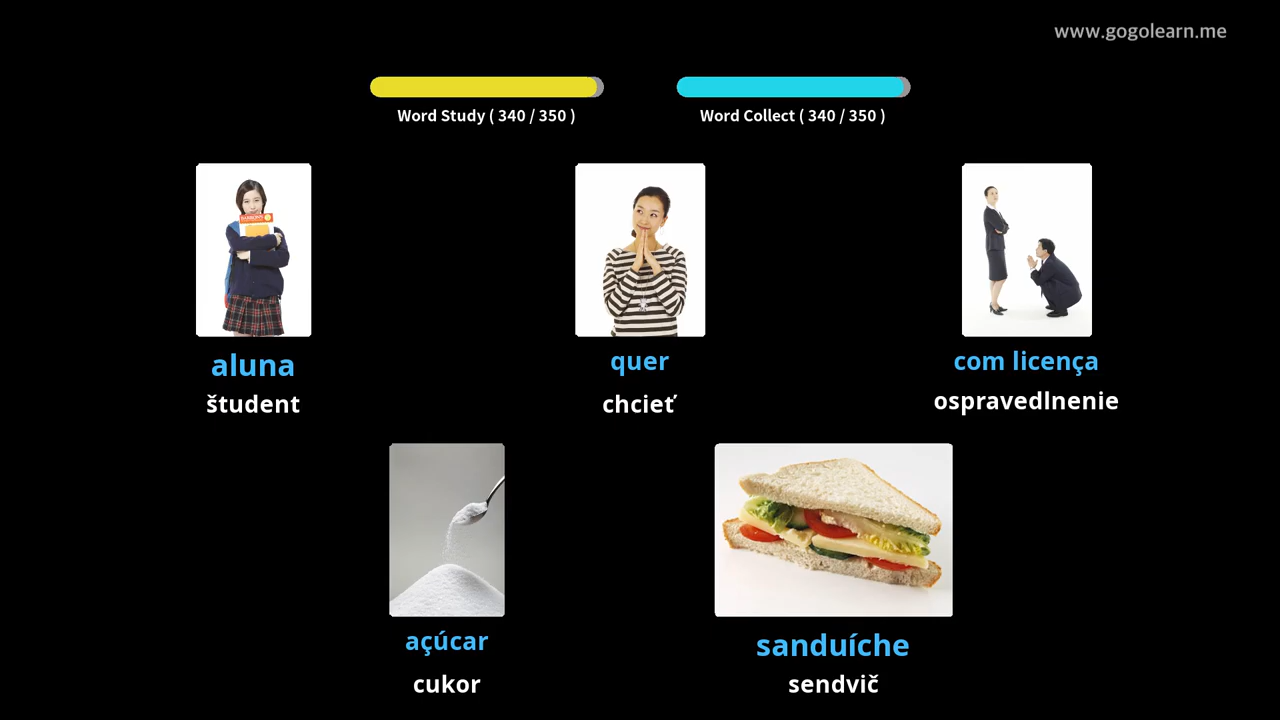 www.gogolearn.me
Word Study ( 340 / 350 )
Word Collect ( 340 / 350 )
aluna
študent
quer
chcieť
com licença
ospravedlnenie
açúcar
cukor
sanduíche
sendvič